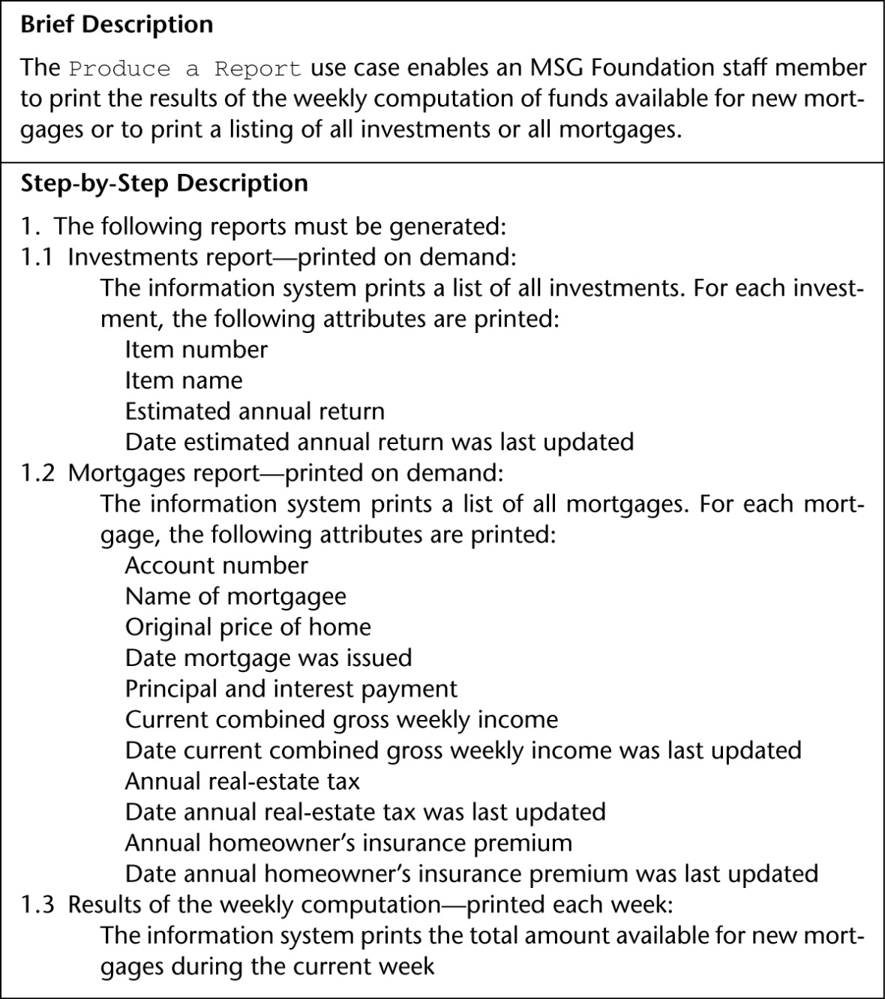 Brief Description
The Produce a Report use case enables an MSG Foundation staff member
to print the results of the weekly computation of funds available for new mort-
gages or to print a listing of all investments or all mortgages.
Step-by-Step Description
1. The following reports must be generated:
1.1 Investments report—printed on demand:
The information system prints a list of all investments. For each invest-
ment, the following attributes are printed:
Item number
Item name
Estimated annual return
Date estimated annual return was last updated
1.2 Mortgages report—printed on demand:
The information system prints a list of all mortgages. For each mort-
gage, the following attributes are printed:
Account number
Name of mortgagee
Original price of home
Date mortgage was issued
Principal and interest payment
Current combined gross weekly income
Date current combined gross weekly income was last updated
Annual real-estate tax
Date annual real-estate tax was last updated
Annual homeowner’s insurance premium
Date annual homeowner’s insurance premium was last updated
1.3 Results of the weekly computation—printed each week:
The information system prints the total amount available for new mort-
gages during the current week